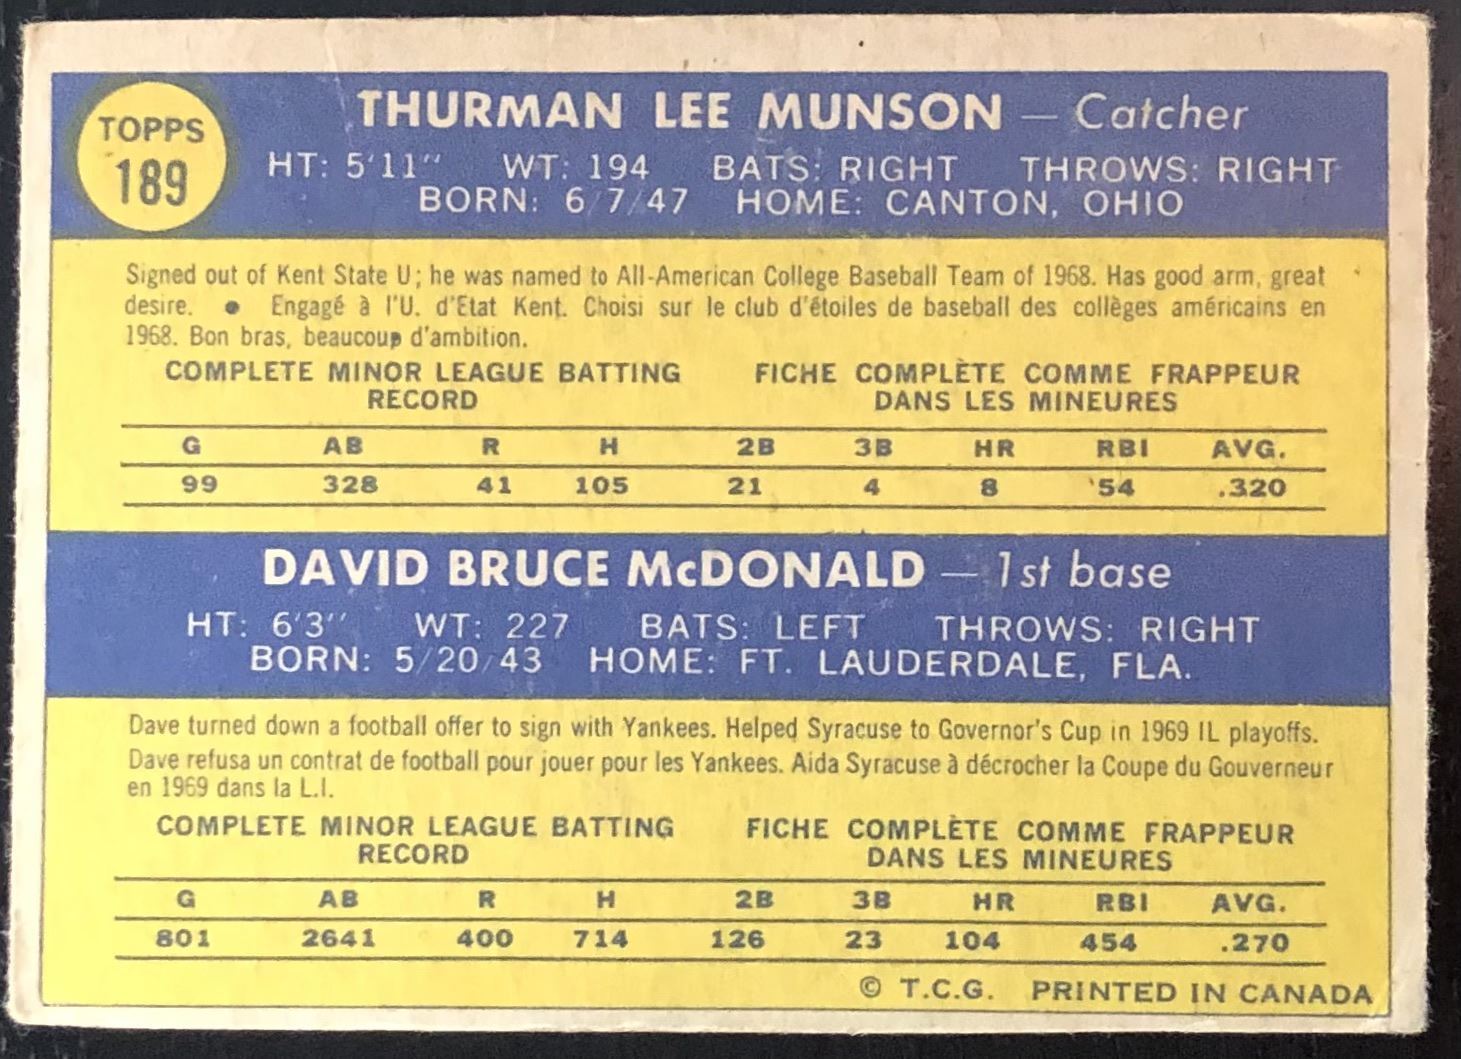 TOPPS
189
THURMAN LEE MUNSON — Catcher
HT: 5'11" WT: 194 BATS: RIGHT THROWS: RIGHT
BORN: 6/7/47 HOME: CANTON, OHIO
Signed out of Kent State U; he was named to All-American College Baseball Team of 1968. Has good arm, great
desire. ● Engagé à l'U. d'Etat Kent. Choisi sur le club d'étoiles de baseball des collèges américains en
1968. Bon bras, beaucoup d'ambition.
COMPLETE MINOR LEAGUE BATTING FICHE COMPLÈTE COMME FRAPPEUR
RECORD DANS LES MINEURES
G AB R H 2B 3B HR RBI AVG.
99 328 41 105 21 4 8 54 .320
DAVID BRUCE McDONALD — 1st base
HT: 6'3" WT: 227 BATS: LEFT THROWS: RIGHT
BORN: 5/20/43 HOME: FT. LAUDERDALE, FLA.
Dave turned down a football offer to sign with Yankees. Helped Syracuse to Governor's Cup in 1969 IL playoffs.
Dave refusa un contrat de football pour jouer pour les Yankees. Aida Syracuse à décrocher la Coupe du Gouverneur
en 1969 dans la L.I.
COMPLETE MINOR LEAGUE BATTING FICHE COMPLÈTE COMME FRAPPEUR
RECORD DANS LES MINEURES
G AB R H 2B 3B HR RBI AVG.
801 2641 400 714 126 23 104 454 .270
© T.C.G. PRINTED IN CANADA